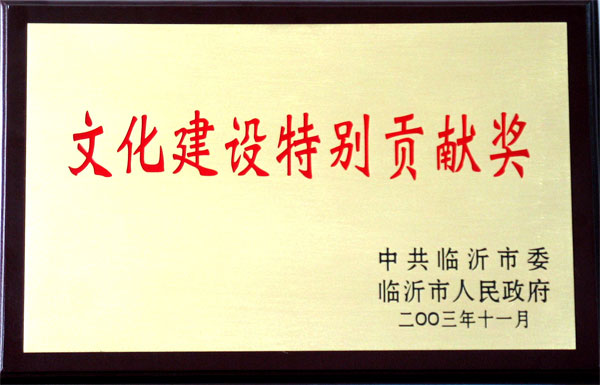 文化建设特别贡献奖
中共临沂市委
临沂市人民政府
二〇〇三年十一月